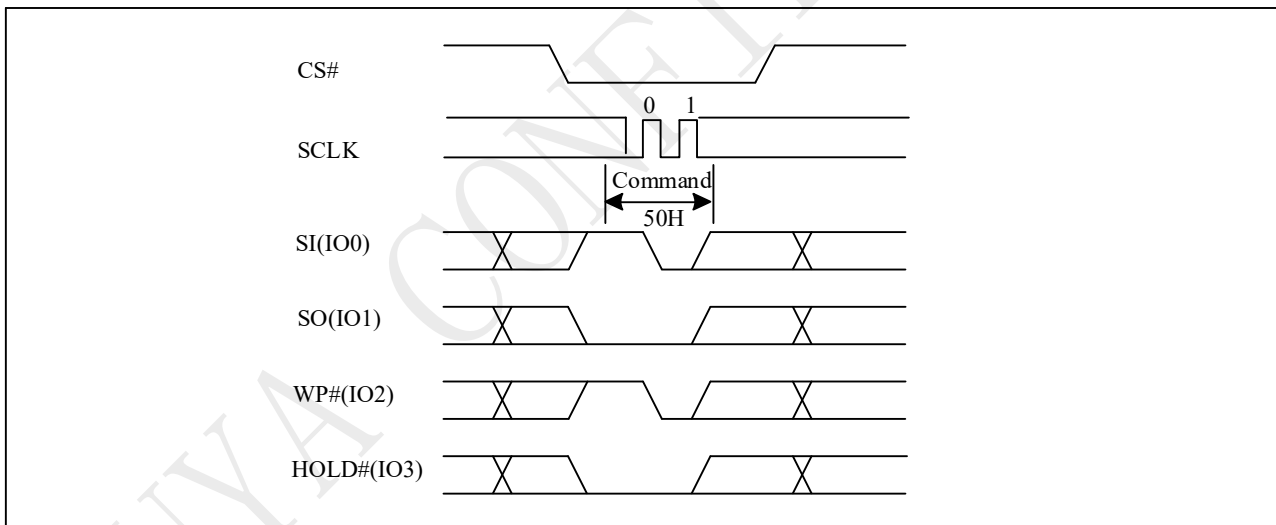 CS#
0 1
SCLK
Command
50H
SI(IO0)
SO(IO1)
WP#(IO2)
HOLD#(IO3)